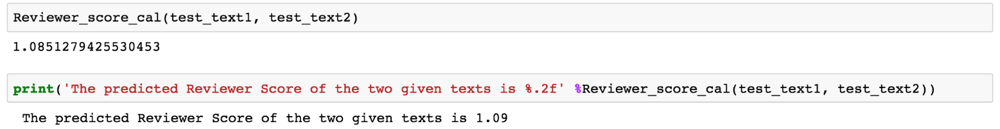 Reviewer_score_cal(test_text1, test_text2)
1.0851279425530453
print('The predicted Reviewer Score of the two given texts is %.2f' %Reviewer_score_cal(test_text1, test_text2))
The predicted Reviewer Score of the two given texts is 1.09